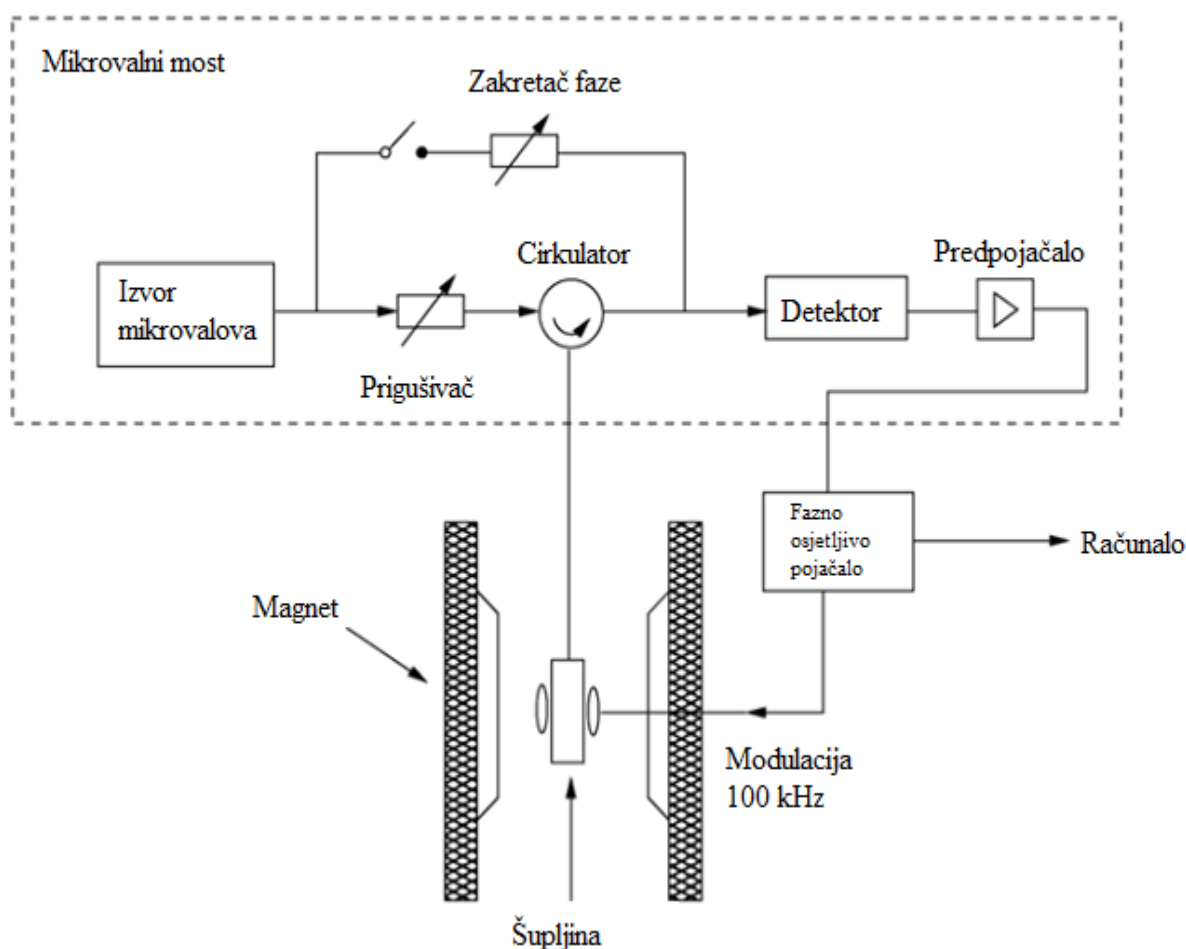 Mikrovalni most
Zakretač faze
Cirkulator
Predpojačalo
Izvor
mikrovalova
Detektor
Prigušivač
Fazno
osjetljivo
pojačalo
Računalo
Magnet
Modulacija
100 kHz
Šupljina